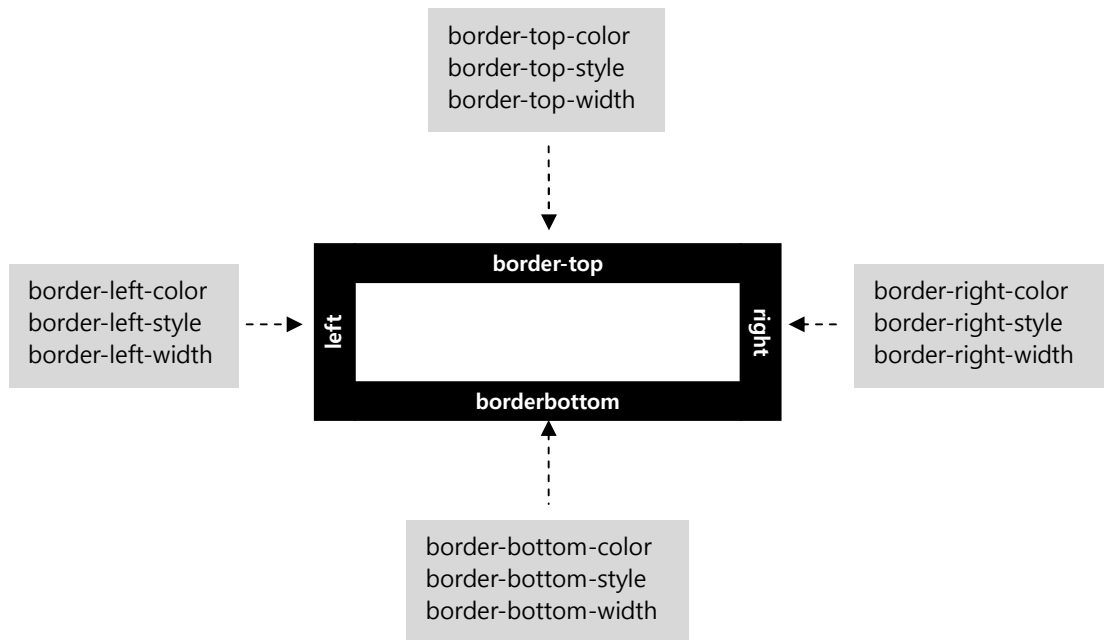 border-top-color
border-top-style
border-top-width
border-top
border-left-color
border-left-style
border-left-width
left
right
border-right-color
border-right-style
border-right-width
borderbottom
border-bottom-color
border-bottom-style
border-bottom-width